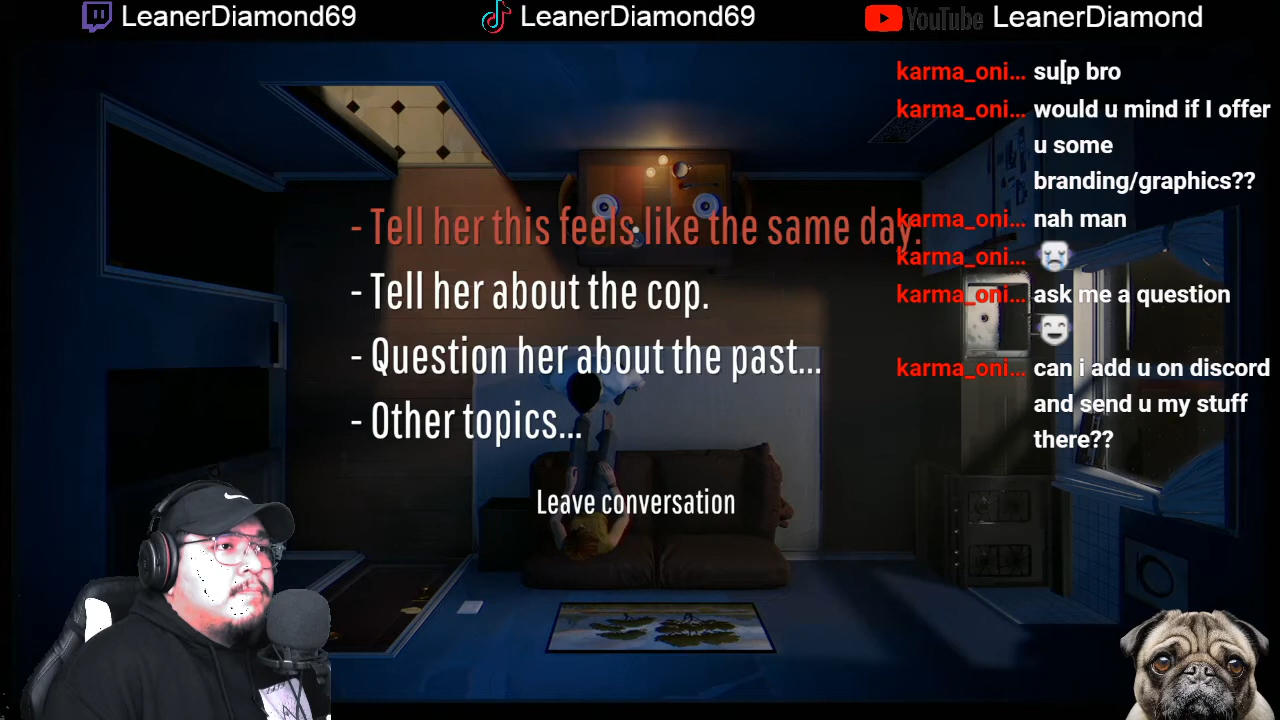 LeanerDiamond69
LeanerDiamond69
YouTube LeanerDiamond
karma_oni... su[p bro
karma_oni... would u mind if I offer
u some
branding/graphics??
karma_oni... nah man
karma_oni...
karma_oni... ask me a question
karma_oni... can i add u on discord
and send u my stuff
there??
- Tell her this feels like the same day.
- Tell her about the cop.
- Question her about the past...
- Other topics...
Leave conversation